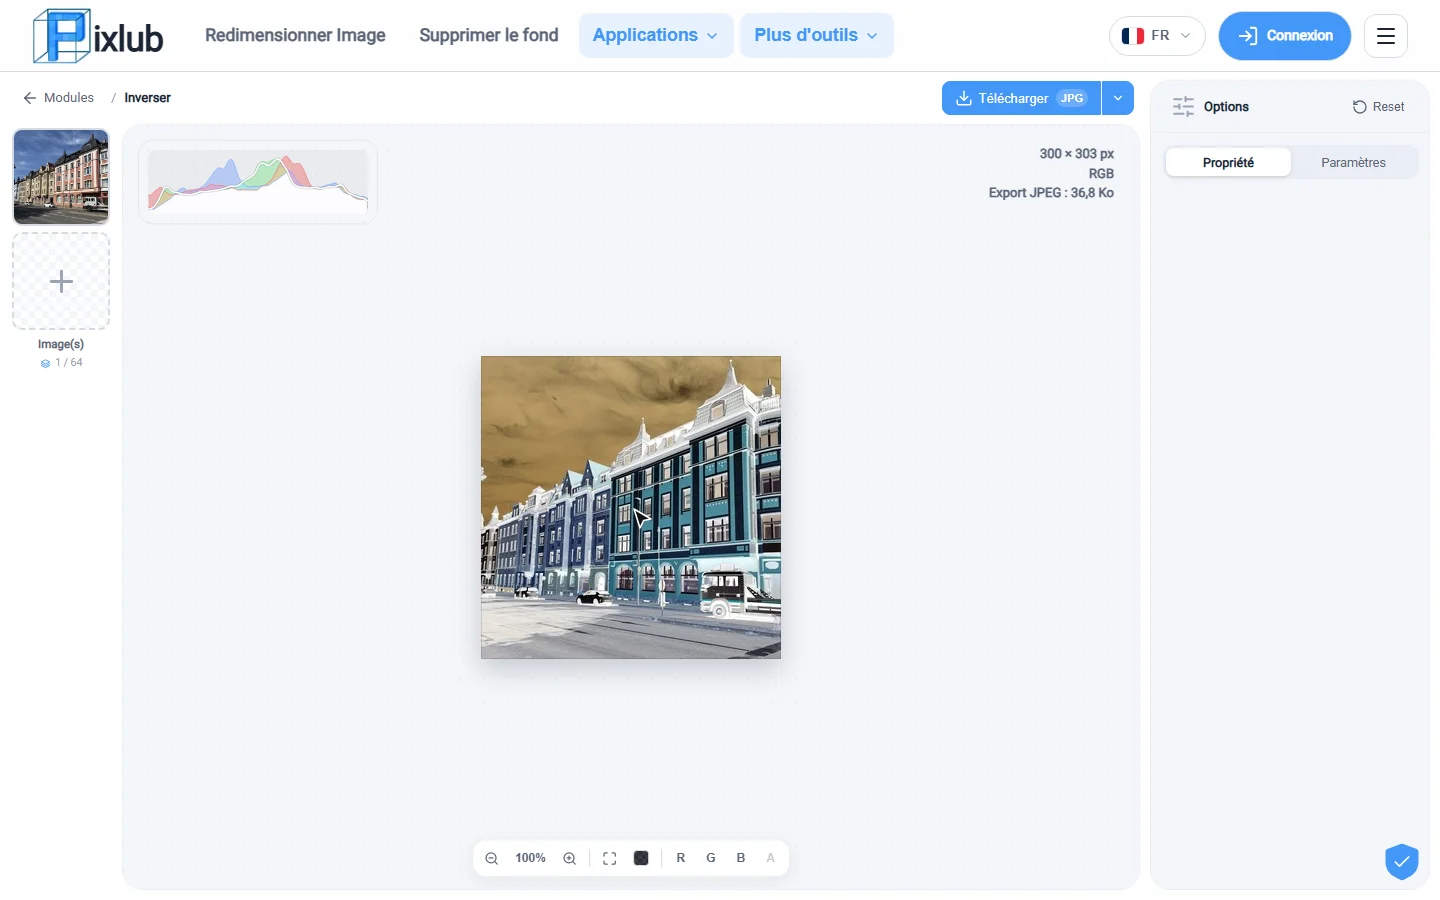 Pixlub
Redimensionner Image
Supprimer le fond
Applications
Plus d'outils
FR
Connexion
Modules / Inverser
Télécharger JPG
Options
Reset
Propriété
Paramètres
300 × 303 px
RGB
Export JPEG : 36,8 Ko
Image(s)
1 / 64
100%
R
G
B
A